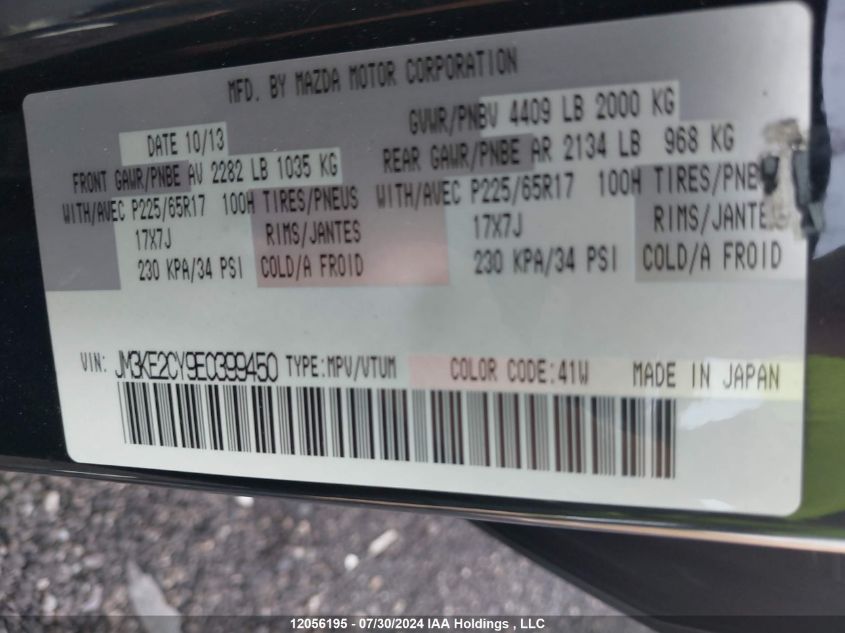 MFD. BY MAZDA MOTOR CORPORATION
DATE 10/13 GVWR/PNBV 4409 LB 2000 KG
FRONT GAWR/PNBE AV 2282 LB 1035 KG REAR GAWR/PNBE AR 2134 LB 968 KG
WITH/AVEC P225/65R17 100H TIRES/PNEUS WITH/AVEC P225/65R17 100H
17X7J RIMS/JANTES 17X7J
230 KPA/34 PSI COLD/A FROID 230 KPA/34 PSI COLD/A FROID
VIN: JM3KE2CY9E0399450 TYPE:MPV/VTUM COLOR CODE:41W MADE IN JAPAN
12056195 - 07/30/2024 IAA Holdings , LLC